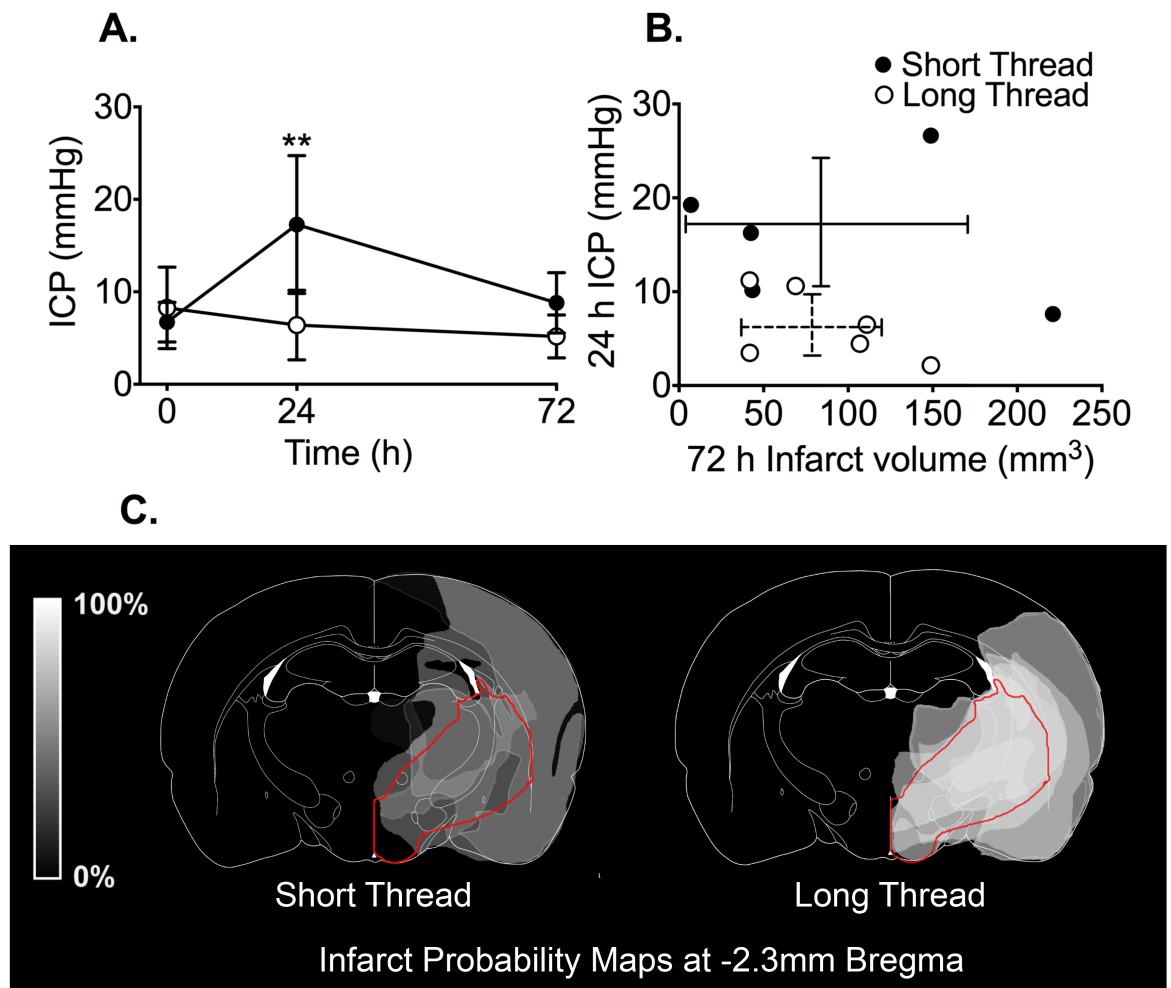 A.
B.
Short Thread
Long Thread
ICP (mmHg)
30
20
10
0
**
0
24
72
Time (h)
24 h ICP (mmHg)
30
20
10
0
0
50
100
150
200
250
72 h Infarct volume (mm³)
C.
100%
0%
Short Thread
Long Thread
Infarct Probability Maps at -2.3mm Bregma